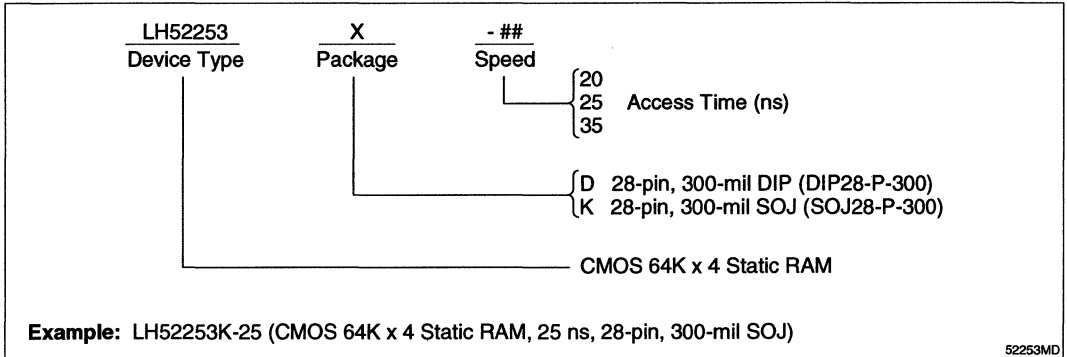 LH52253 X - ##
Device Type Package Speed
20
25 Access Time (ns)
35
D 28-pin, 300-mil DIP (DIP28-P-300)
K 28-pin, 300-mil SOJ (SOJ28-P-300)
CMOS 64K x 4 Static RAM
Example: LH52253K-25 (CMOS 64K x 4 Static RAM, 25 ns, 28-pin, 300-mil SOJ)
52253MD